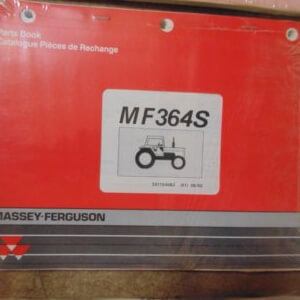 Parts Book
Catalogue Pièces de Rechange
MF364S
MASSEY-FERGUSON